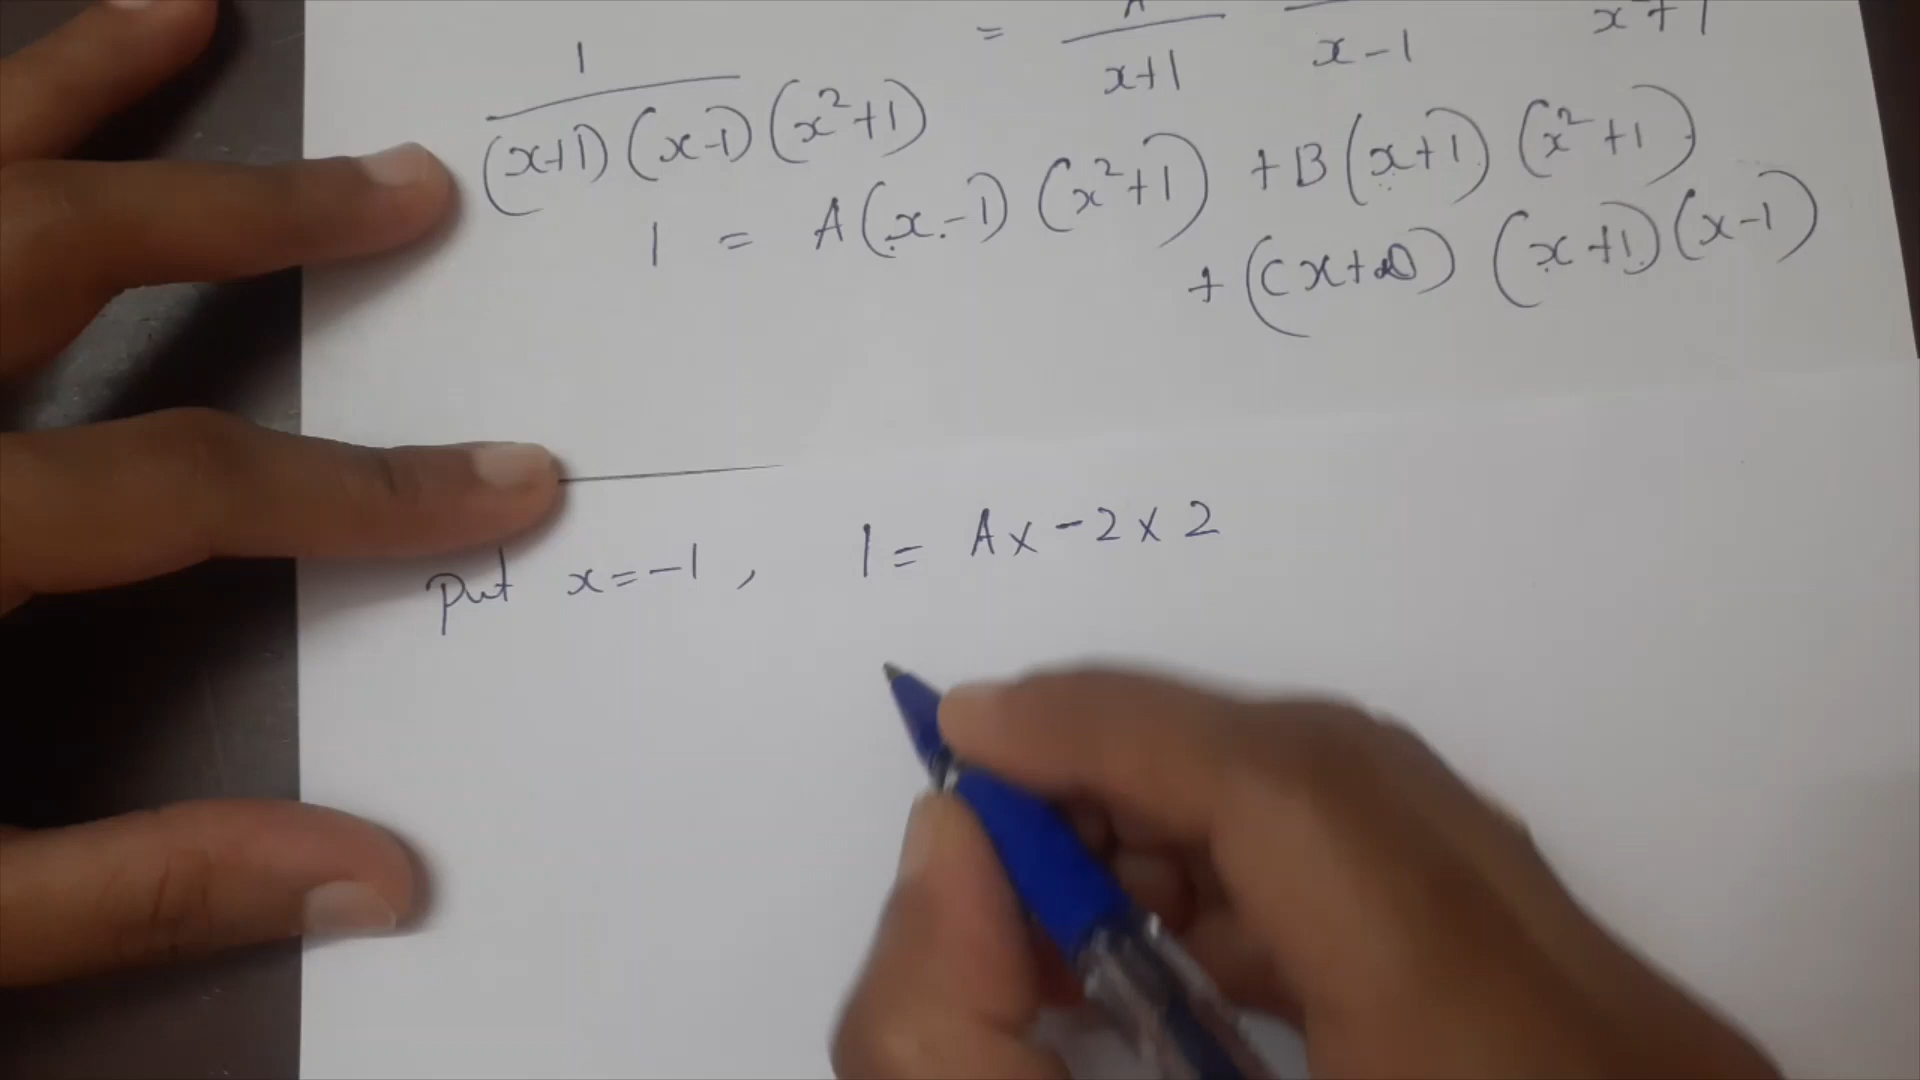 1 = A
(x+1)(x-1)(x²+1) x+1 x-1 x²+1
1 = A(x-1)(x²+1) + B(x+1)(x²+1)
+ (Cx+D)(x+1)(x-1)
put x=-1, 1 = A×-2×2